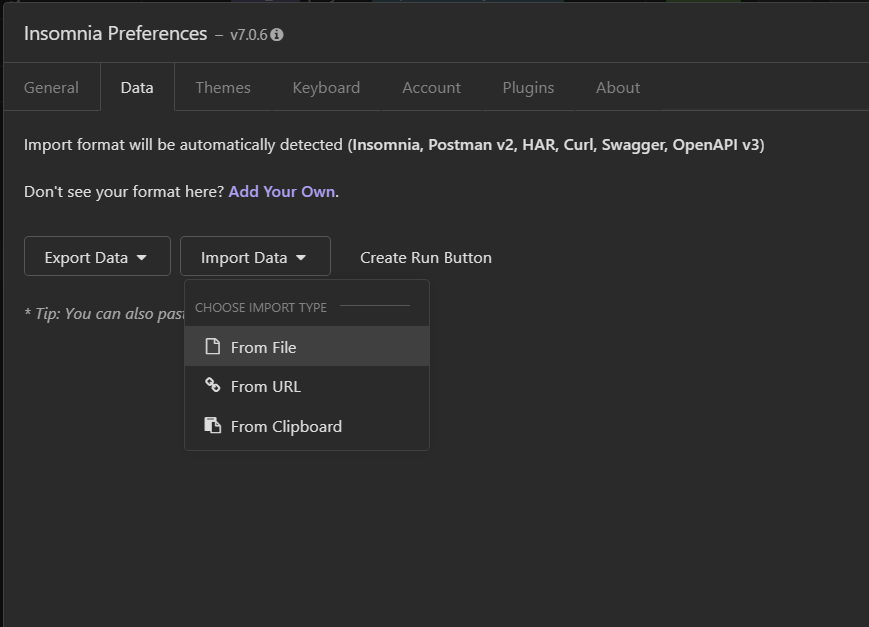 Insomnia Preferences – v7.0.6
General Data Themes Keyboard Account Plugins About
Import format will be automatically detected (Insomnia, Postman v2, HAR, Curl, Swagger, OpenAPI v3)
Don't see your format here? Add Your Own.
Export Data Import Data Create Run Button
* Tip: You can also
CHOOSE IMPORT TYPE
From File
From URL
From Clipboard